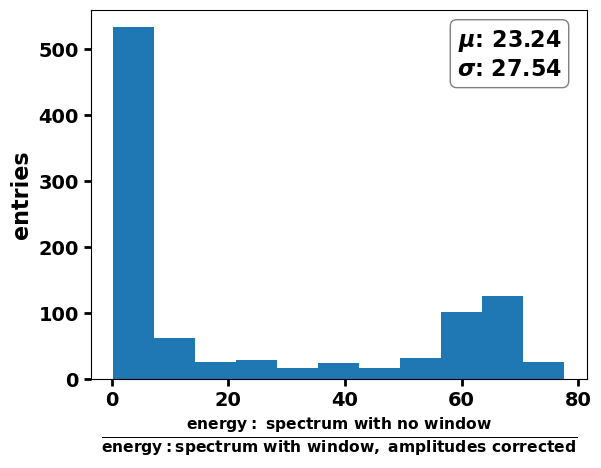 μ: 23.24
σ: 27.54
entries
500
400
300
200
100
0
0 20 40 60 80
energy : spectrum with no window
energy : spectrum with window, amplitudes corrected